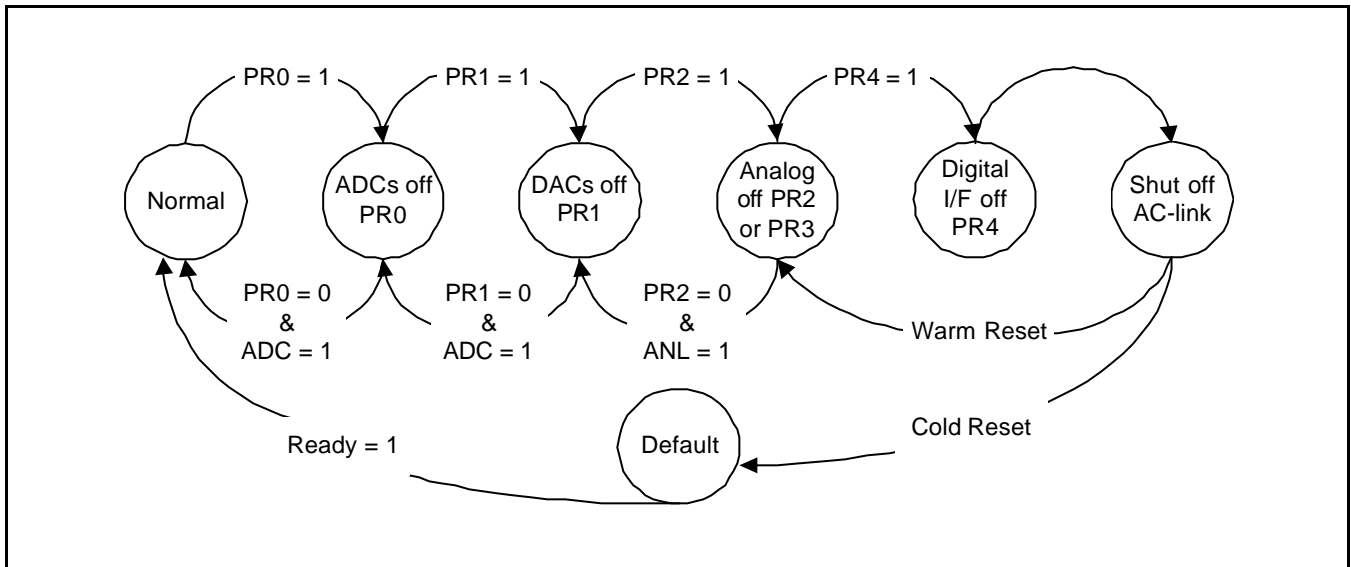 PR0 = 1
PR1 = 1
PR2 = 1
PR4 = 1
Normal
ADCs off
PR0
DACs off
PR1
Analog
off PR2
or PR3
Digital
I/F off
PR4
Shut off
AC-link
PR0 = 0
&
ADC = 1
PR1 = 0
&
ADC = 1
PR2 = 0
&
ANL = 1
Warm Reset
Ready = 1
Default
Cold Reset